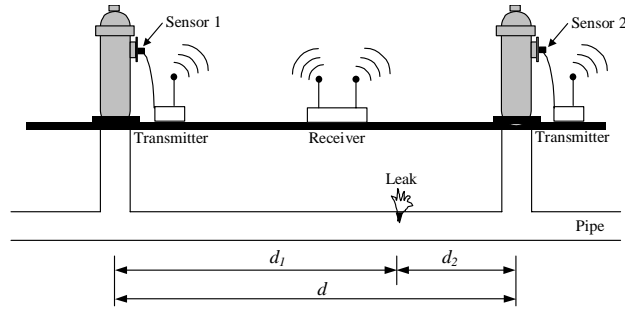 Sensor 1
Sensor 2
Transmitter
Receiver
Transmitter
Leak
Pipe
d1
d2
d